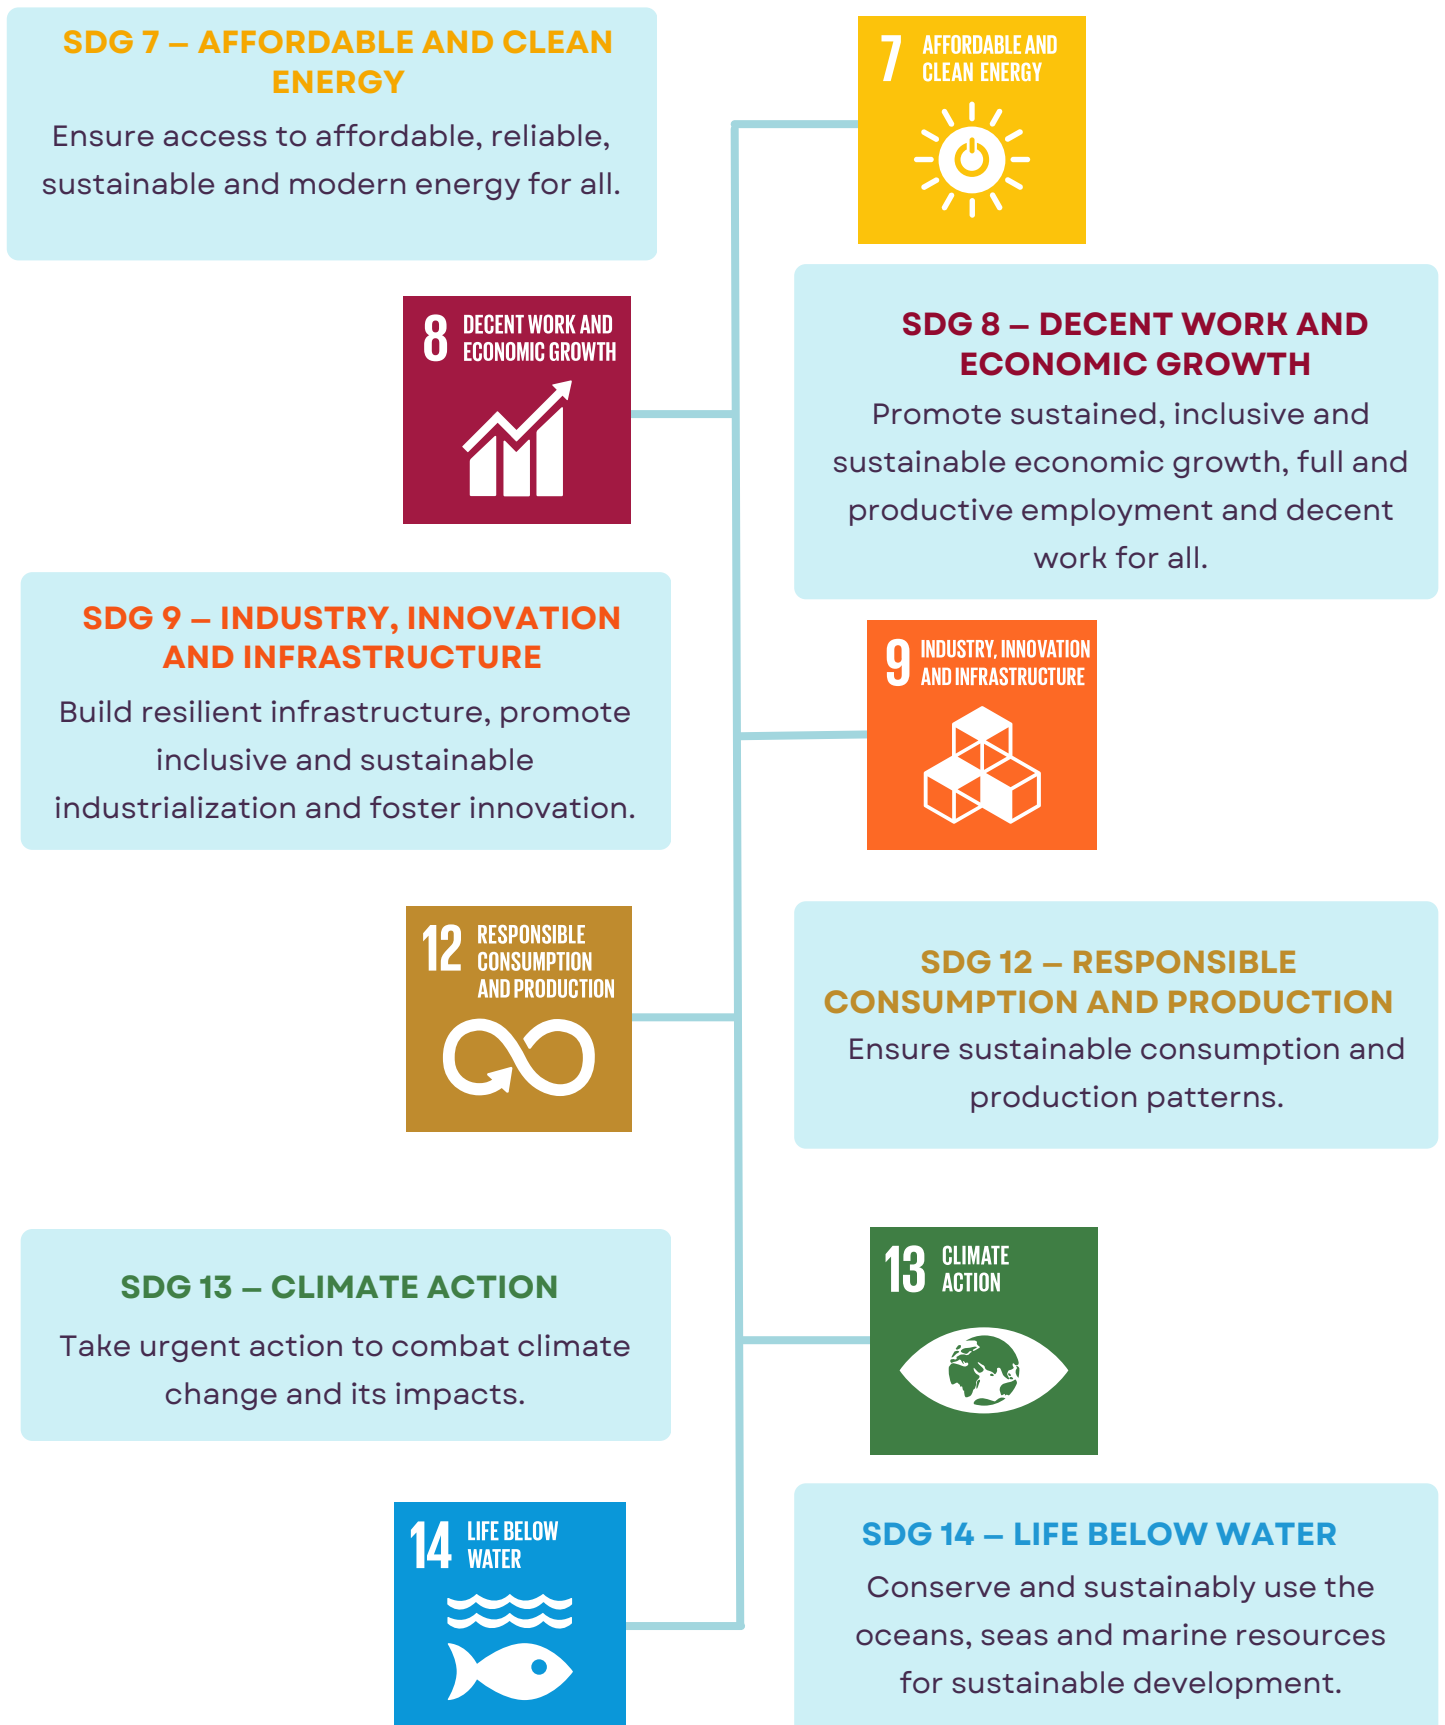 SDG 7 – AFFORDABLE AND CLEAN
ENERGY
Ensure access to affordable, reliable,
sustainable and modern energy for all.
7 AFFORDABLE AND
CLEAN ENERGY
8 DECENT WORK AND
ECONOMIC GROWTH
SDG 8 – DECENT WORK AND
ECONOMIC GROWTH
Promote sustained, inclusive and
sustainable economic growth, full and
productive employment and decent
work for all.
SDG 9 – INDUSTRY, INNOVATION
AND INFRASTRUCTURE
Build resilient infrastructure, promote
inclusive and sustainable
industrialization and foster innovation.
9 INDUSTRY, INNOVATION
AND INFRASTRUCTURE
12 RESPONSIBLE
CONSUMPTION
AND PRODUCTION
SDG 12 – RESPONSIBLE
CONSUMPTION AND PRODUCTION
Ensure sustainable consumption and
production patterns.
SDG 13 – CLIMATE ACTION
Take urgent action to combat climate
change and its impacts.
13 CLIMATE
ACTION
14 LIFE BELOW
WATER
SDG 14 – LIFE BELOW WATER
Conserve and sustainably use the
oceans, seas and marine resources
for sustainable development.